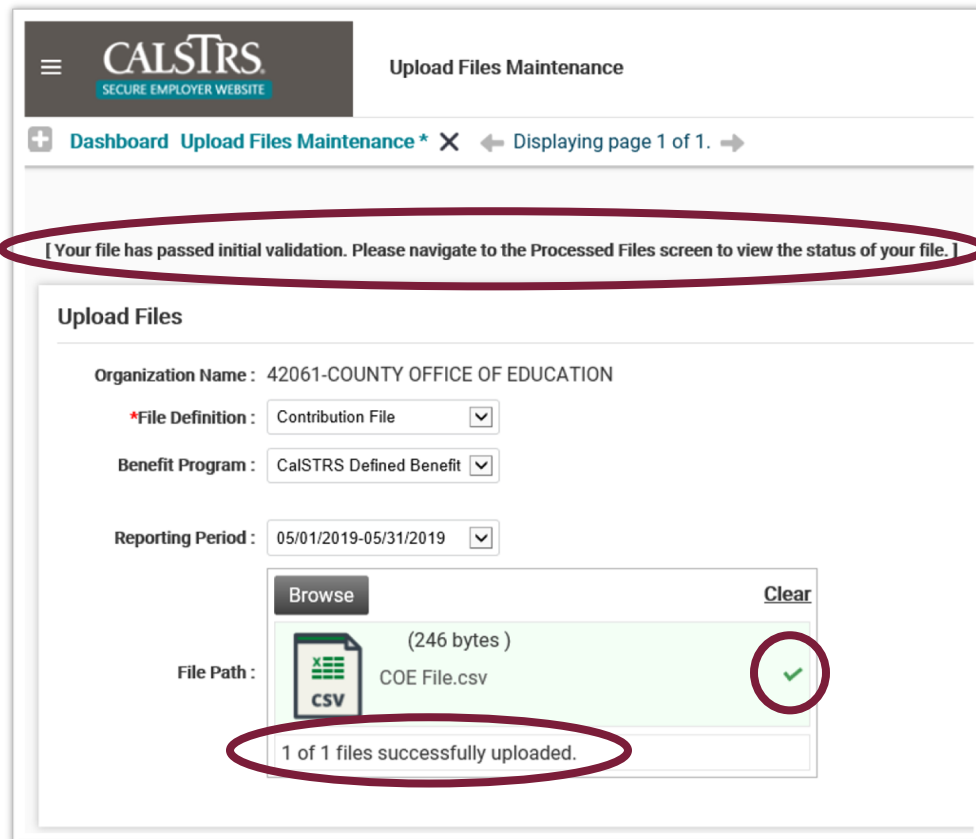 CALSTRS
SECURE EMPLOYER WEBSITE
Upload Files Maintenance
Dashboard Upload Files Maintenance * Displaying page 1 of 1.
[ Your file has passed initial validation. Please navigate to the Processed Files screen to view the status of your file. ]
Upload Files
Organization Name : 42061-COUNTY OFFICE OF EDUCATION
*File Definition : Contribution File
Benefit Program : CalSTRS Defined Benefit
Reporting Period : 05/01/2019-05/31/2019
Browse Clear
(246 bytes )
File Path : COE File.csv
X
CSV
1 of 1 files successfully uploaded.